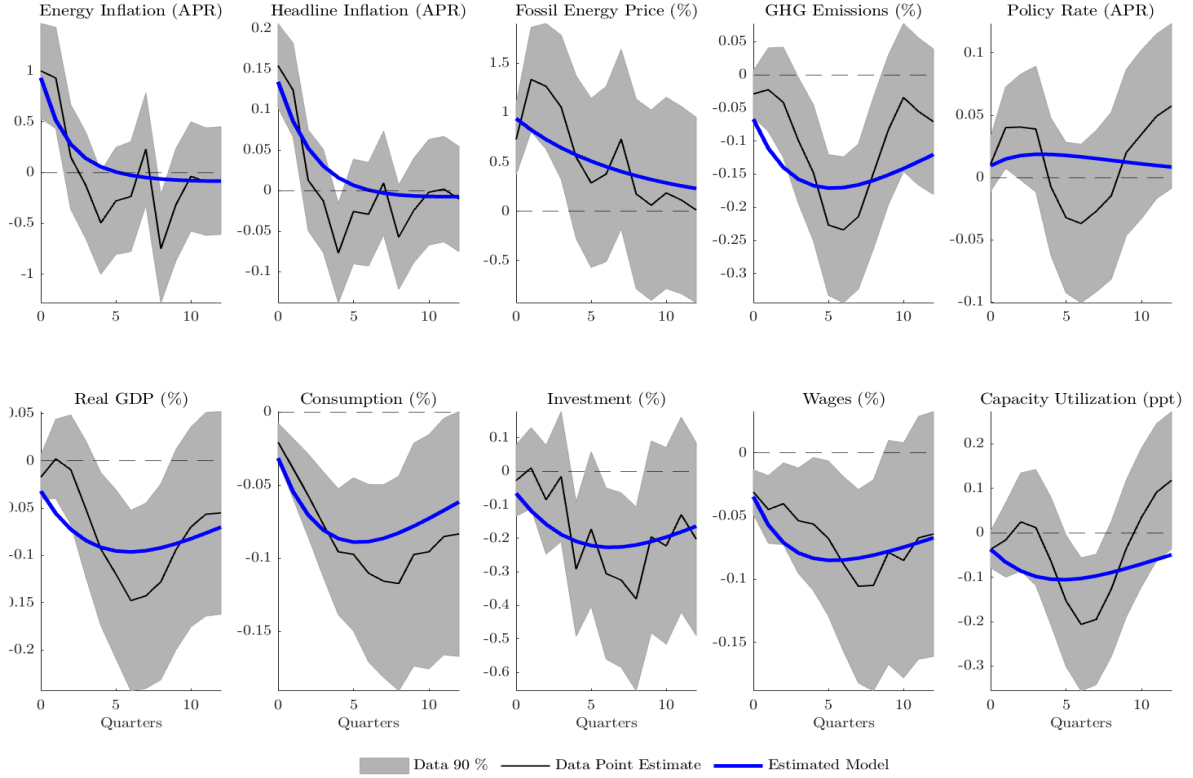 Energy Inflation (APR)
Headline Inflation (APR)
Fossil Energy Price (%)
GHG Emissions (%)
Policy Rate (APR)
1
0.5
0
-0.5
-1
0 5 10
0.2
0.15
0.1
0.05
0
-0.05
-0.1
0 5 10
1.5
1
0.5
0
-0.5
0 5 10
0.05
0
-0.05
-0.1
-0.15
-0.2
-0.25
-0.3
0 5 10
0.1
0.05
0
-0.05
-0.1
0 5 10
Real GDP (%)
Consumption (%)
Investment (%)
Wages (%)
Capacity Utilization (ppt)
0.05
0
-0.05
-0.1
-0.15
-0.2
0 5 10
Quarters
0
-0.05
-0.1
-0.15
0 5 10
Quarters
0.1
0
-0.1
-0.2
-0.3
-0.4
-0.5
-0.6
0 5 10
Quarters
0
-0.05
-0.1
-0.15
0 5 10
Quarters
0.2
0.1
0
-0.1
-0.2
-0.3
0 5 10
Quarters
Data 90 % Data Point Estimate Estimated Model